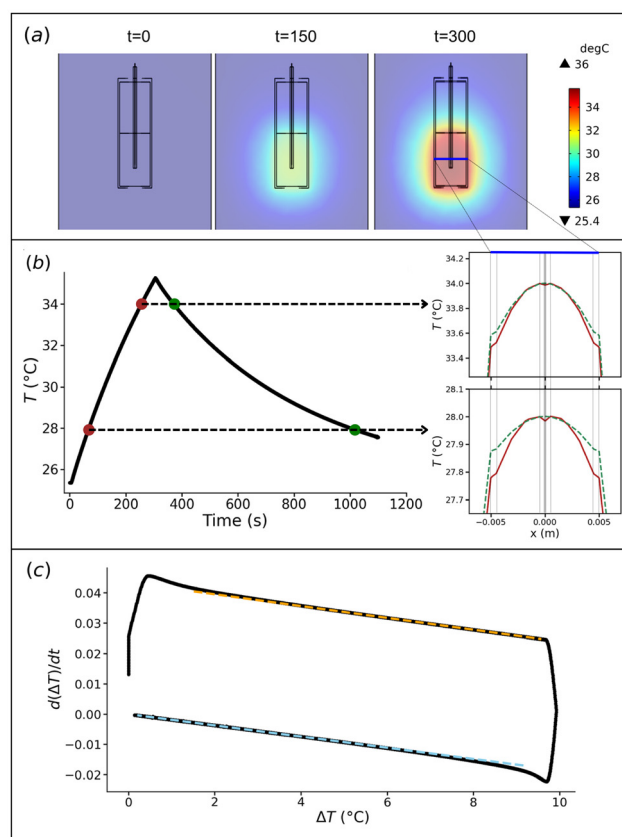 (a)
t=0 t=150 t=300
degC
▲ 36
34
32
30
28
26
▼ 25.4
(b)
T (°C)
34
32
30
28
26
0 200 400 600 800 1000 1200
Time (s)
34.2
34.0
33.8
33.6
33.4
T (°C)
28.1
28.0
27.9
27.8
27.7
T (°C)
−0.005 0.000 0.005
x (m)
(c)
d(ΔT)/dt
0.04
0.03
0.02
0.01
0.00
−0.01
−0.02
0 2 4 6 8 10
ΔT (°C)